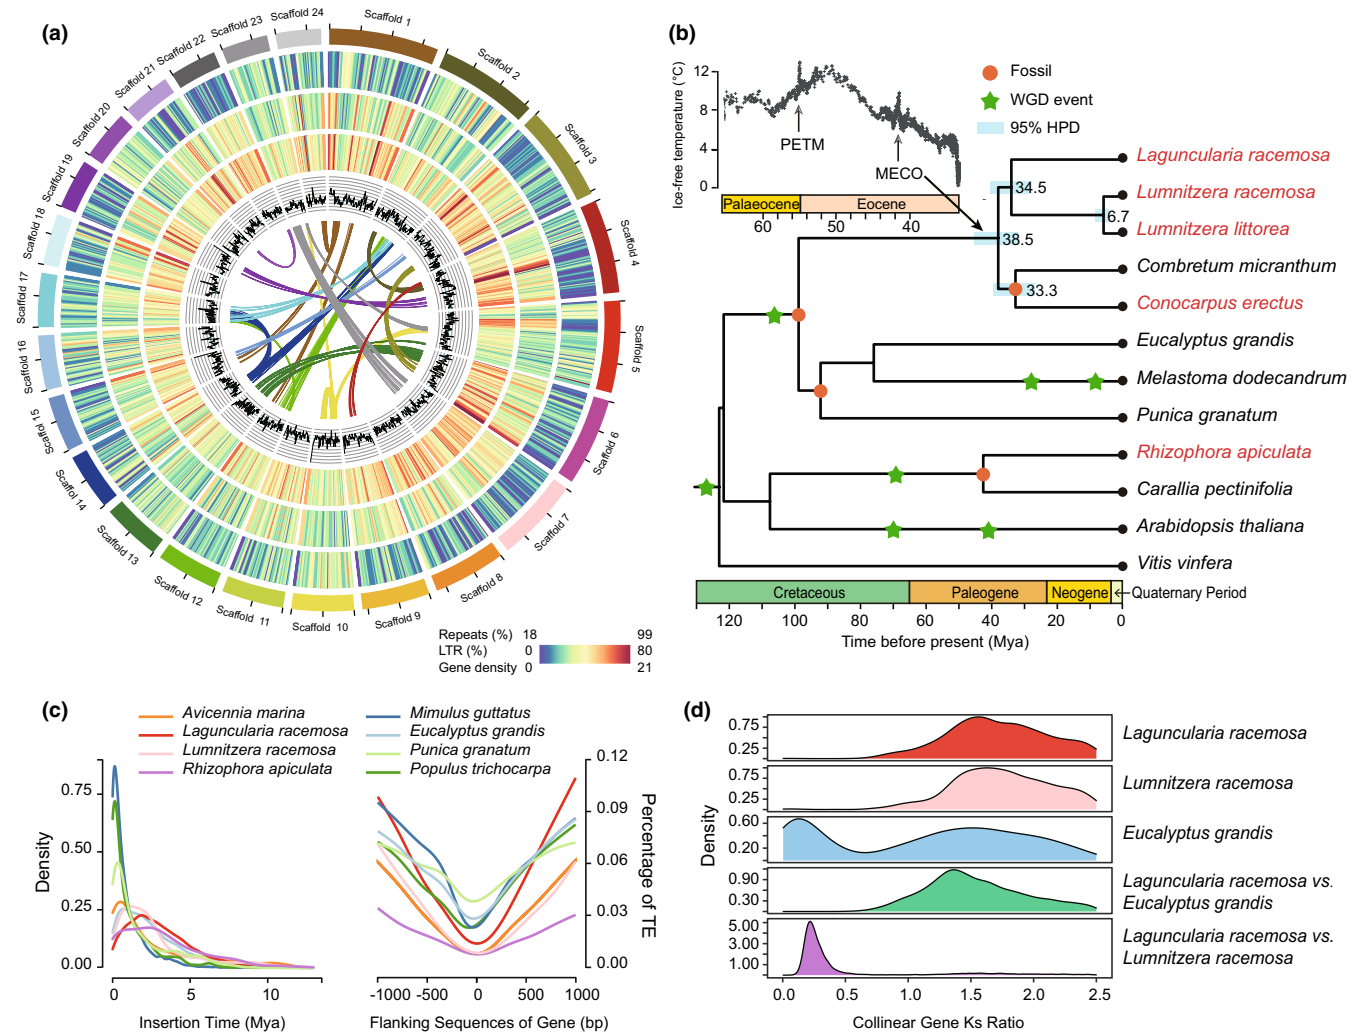 (a)
Scaffold 1
Scaffold 2
Scaffold 3
Scaffold 4
Scaffold 5
Scaffold 6
Scaffold 7
Scaffold 8
Scaffold 9
Scaffold 10
Scaffold 11
Scaffold 12
Scaffold 13
Scaffol 14
Scaffol 15
Scaffold 16
Scaffold 17
Scaffold 18
Scaffold 19
Scaffold 20
Scaffold 21
Scaffold 22
Scaffold 23
Scaffold 24
Repeats (%) 18 99
LTR (%) 0 80
Gene density 0 21
(b)
Ice-free temperature (°C)
12
8
4
0
PETM
MECO
Palaeocene Eocene
60 50 40
Fossil
WGD event
95% HPD
Laguncularia racemosa
34.5
Lumnitzera racemosa
6.7
Lumnitzera littorea
38.5
Combretum micranthum
33.3
Conocarpus erectus
Eucalyptus grandis
Melastoma dodecandrum
Punica granatum
Rhizophora apiculata
Carallia pectinifolia
Arabidopsis thaliana
Vitis vinfera
Cretaceous Paleogene Neogene Quaternary Period
120 100 80 60 40 20 0
Time before present (Mya)
(c)
Avicennia marina
Laguncularia racemosa
Lumnitzera racemosa
Rhizophora apiculata
Mimulus guttatus
Eucalyptus grandis
Punica granatum
Populus trichocarpa
Density
0.75
0.50
0.25
0.00
0 5 10
Insertion Time (Mya)
0.12
0.09
0.06
0.03
0.00
Percentage of TE
-1000 -500 0 500 1000
Flanking Sequences of Gene (bp)
(d)
Density
0.75
0.25
Laguncularia racemosa
0.75
0.25
Lumnitzera racemosa
0.60
0.20
Eucalyptus grandis
0.90
0.30
Laguncularia racemosa vs.
Eucalyptus grandis
5.00
3.00
1.00
Laguncularia racemosa vs.
Lumnitzera racemosa
0.0 0.5 1.0 1.5 2.0 2.5
Collinear Gene Ks Ratio